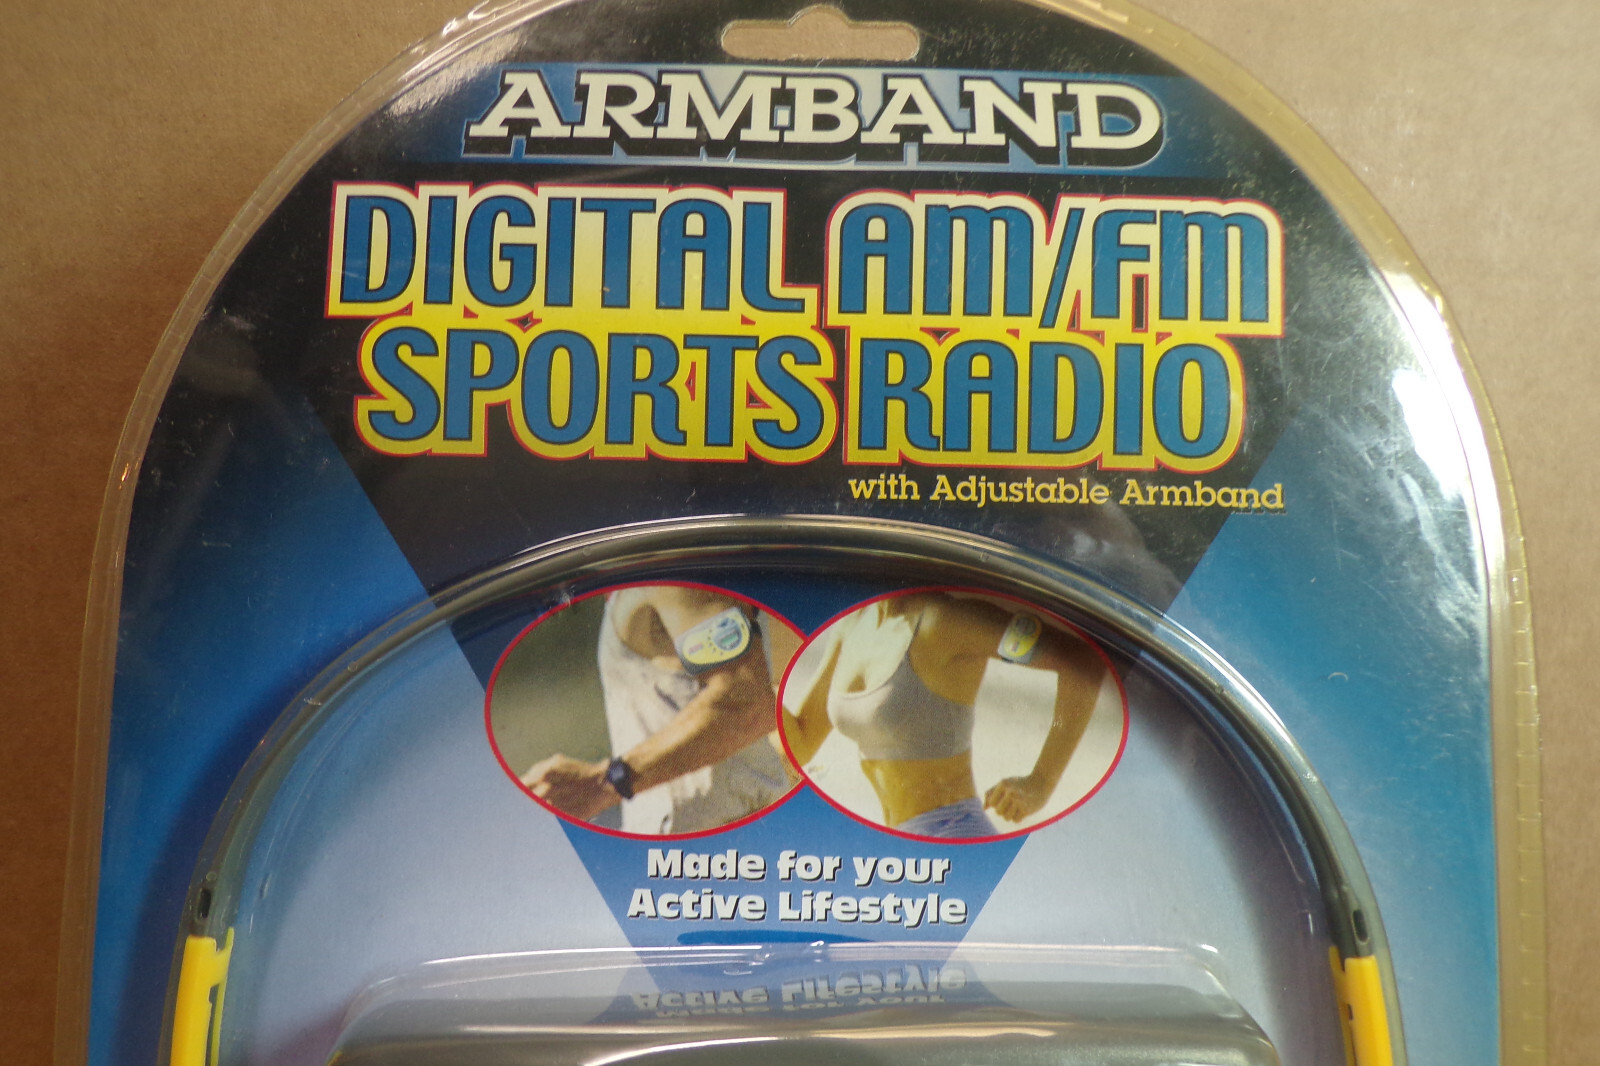 ARMBAND
DIGITAL AM/FM
SPORTS RADIO
with Adjustable Armband
Made for your
Active Lifestyle